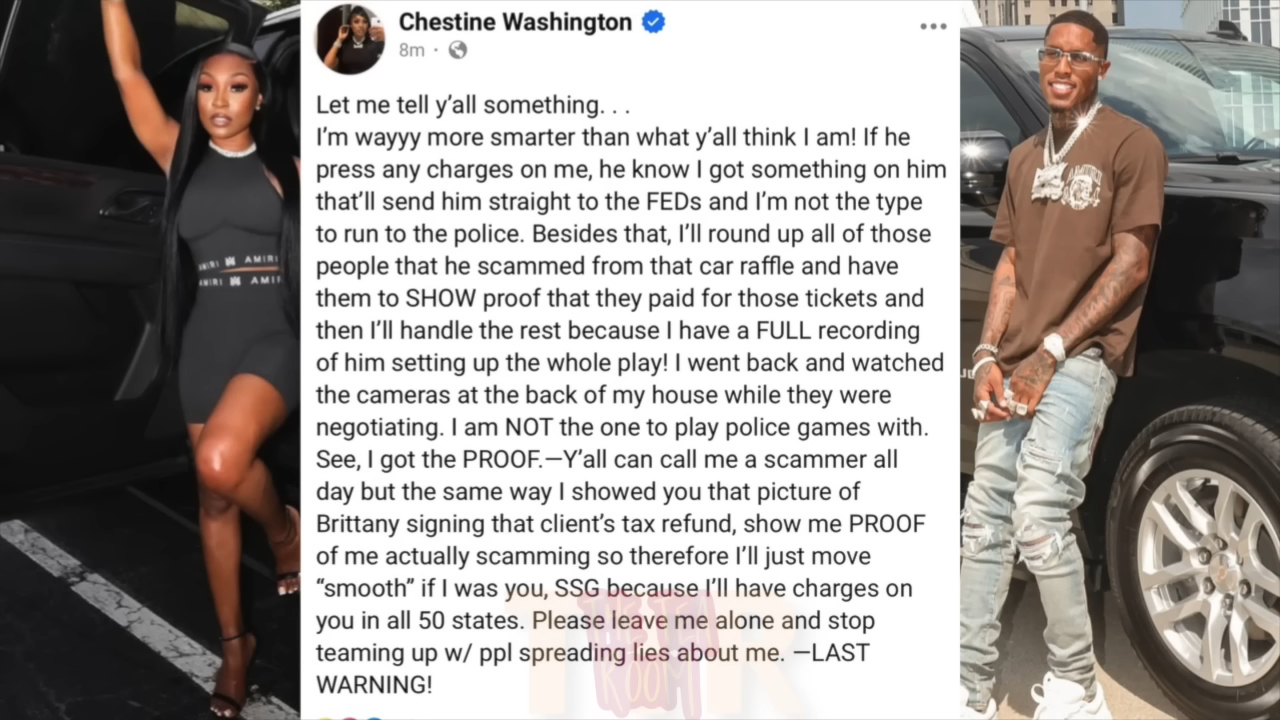 Chestine Washington
8m
Let me tell y'all something. . .
I'm wayyy more smarter than what y'all think I am! If he
press any charges on me, he know I got something on him
that'll send him straight to the FEDs and I'm not the type
to run to the police. Besides that, I'll round up all of those
people that he scammed from that car raffle and have
them to SHOW proof that they paid for those tickets and
then I'll handle the rest because I have a FULL recording
of him setting up the whole play! I went back and watched
the cameras at the back of my house while they were
negotiating. I am NOT the one to play police games with.
See, I got the PROOF.—Y'all can call me a scammer all
day but the same way I showed you that picture of
Brittany signing that client's tax refund, show me PROOF
of me actually scamming so therefore I'll just move
“smooth” if I was you, SSG because I'll have charges on
you in all 50 states. Please leave me alone and stop
teaming up w/ ppl spreading lies about me. —LAST
WARNING!
AMIRI AMIRI
AMIRI AMIRI
AMIRI
THE TEA
ROOM